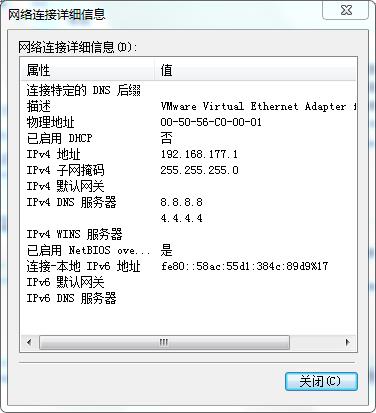 网络连接详细信息
网络连接详细信息(D):
属性 值
连接特定的 DNS 后缀
描述 VMware Virtual Ethernet Adapter f
物理地址 00-50-56-C0-00-01
已启用 DHCP 否
IPv4 地址 192.168.177.1
IPv4 子网掩码 255.255.255.0
IPv4 默认网关
IPv4 DNS 服务器 8.8.8.8
4.4.4.4
IPv4 WINS 服务器
已启用 NetBIOS ove... 是
连接-本地 IPv6 地址 fe80::58ac:55d1:384c:89d9%17
IPv6 默认网关
IPv6 DNS 服务器
关闭(C)